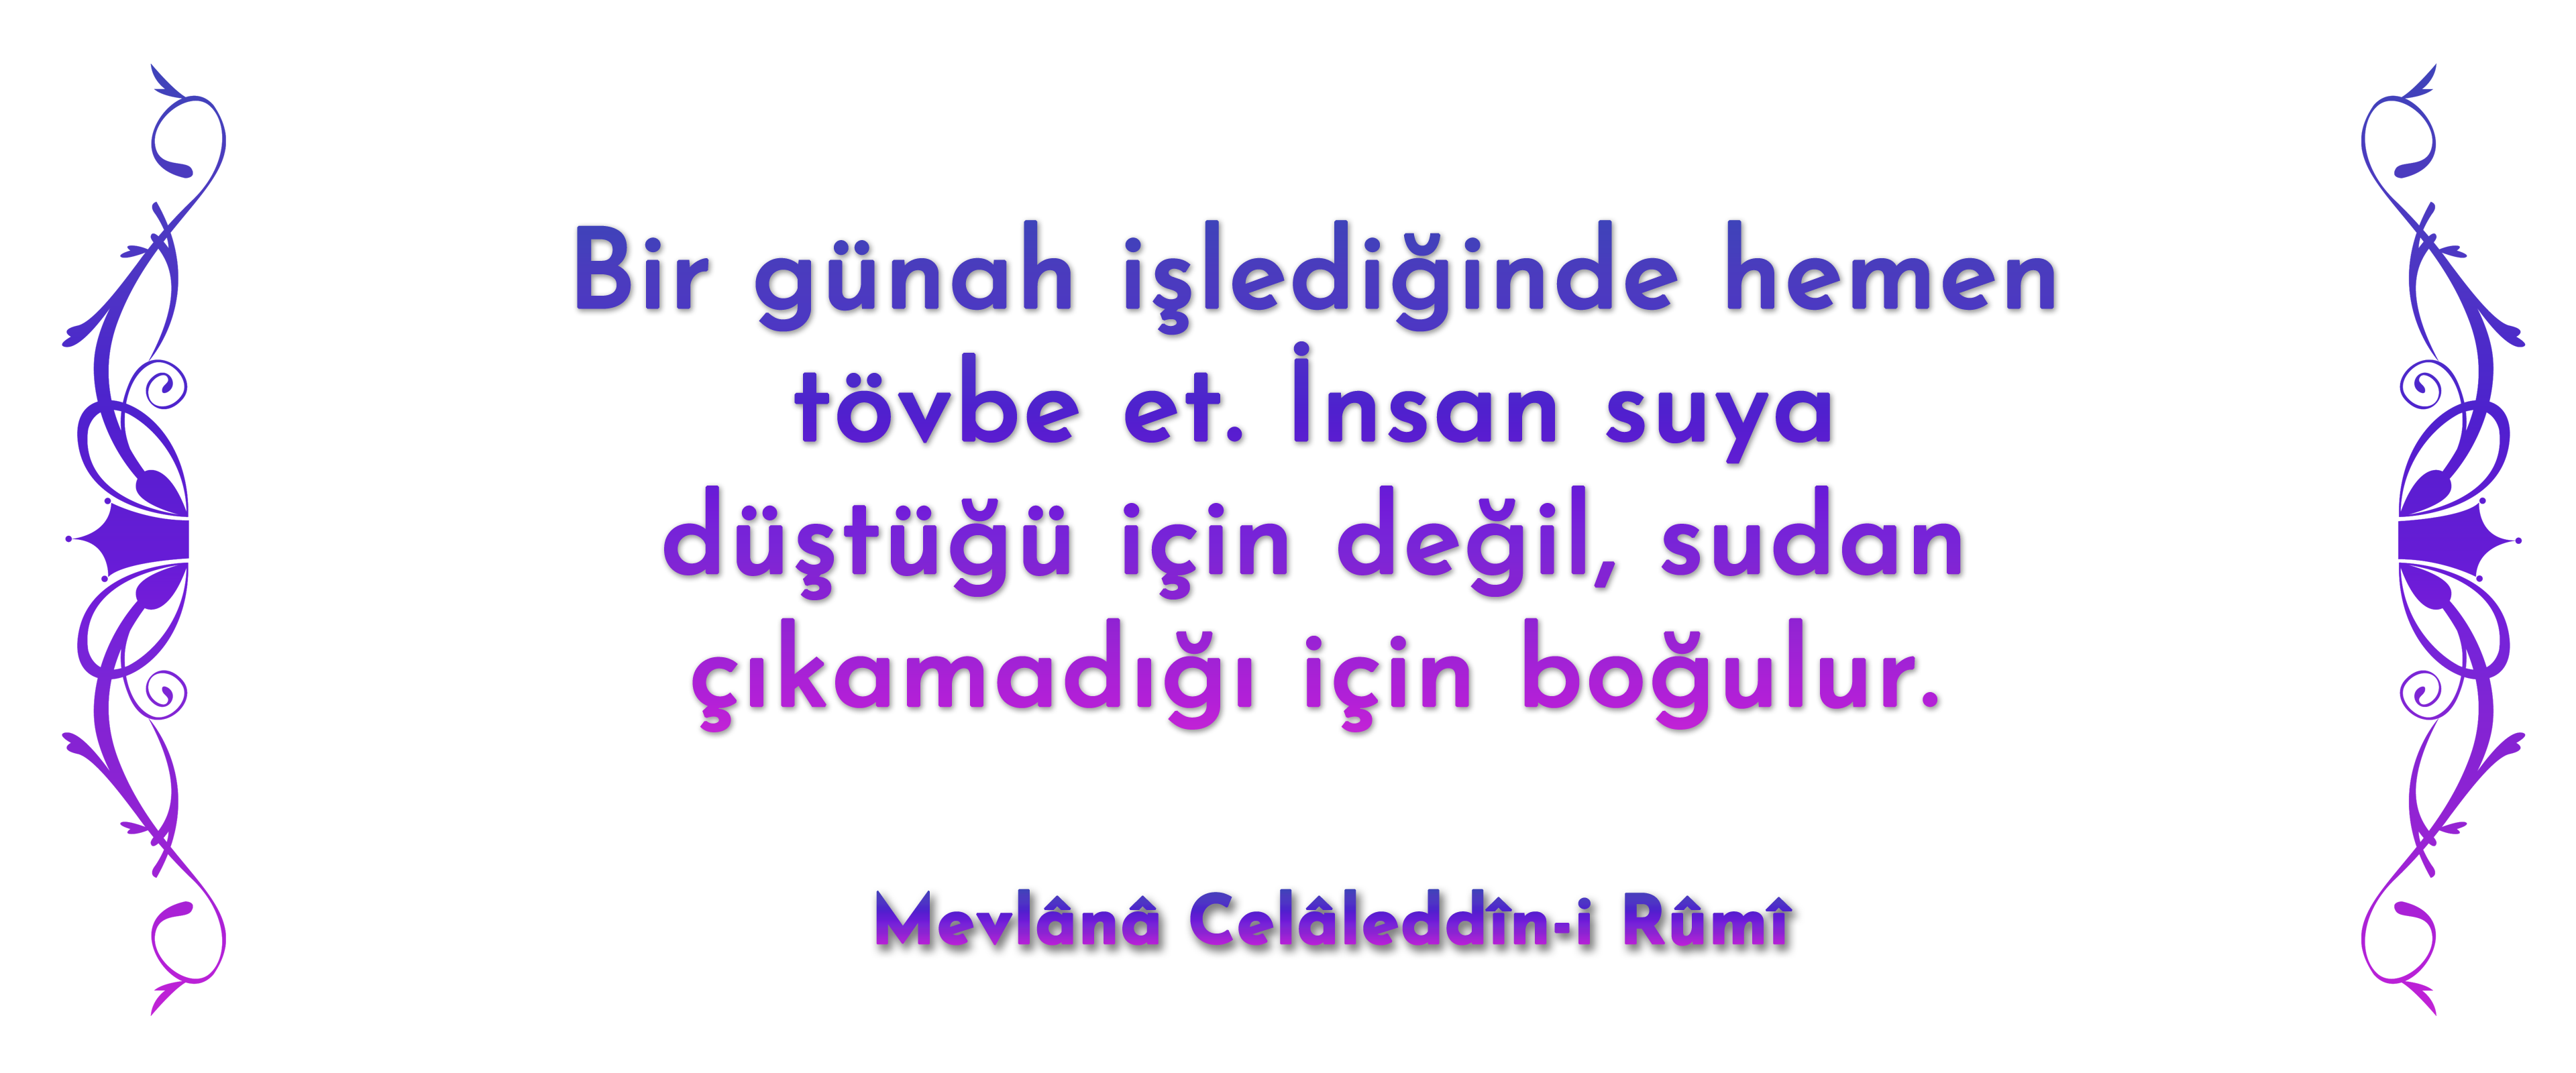 Bir günah işlediğinde hemen
tövbe et. İnsan suya
düştüğü için değil, sudan
çıkamadığı için boğulur.
Mevlânâ Celâleddîn-i Rûmî